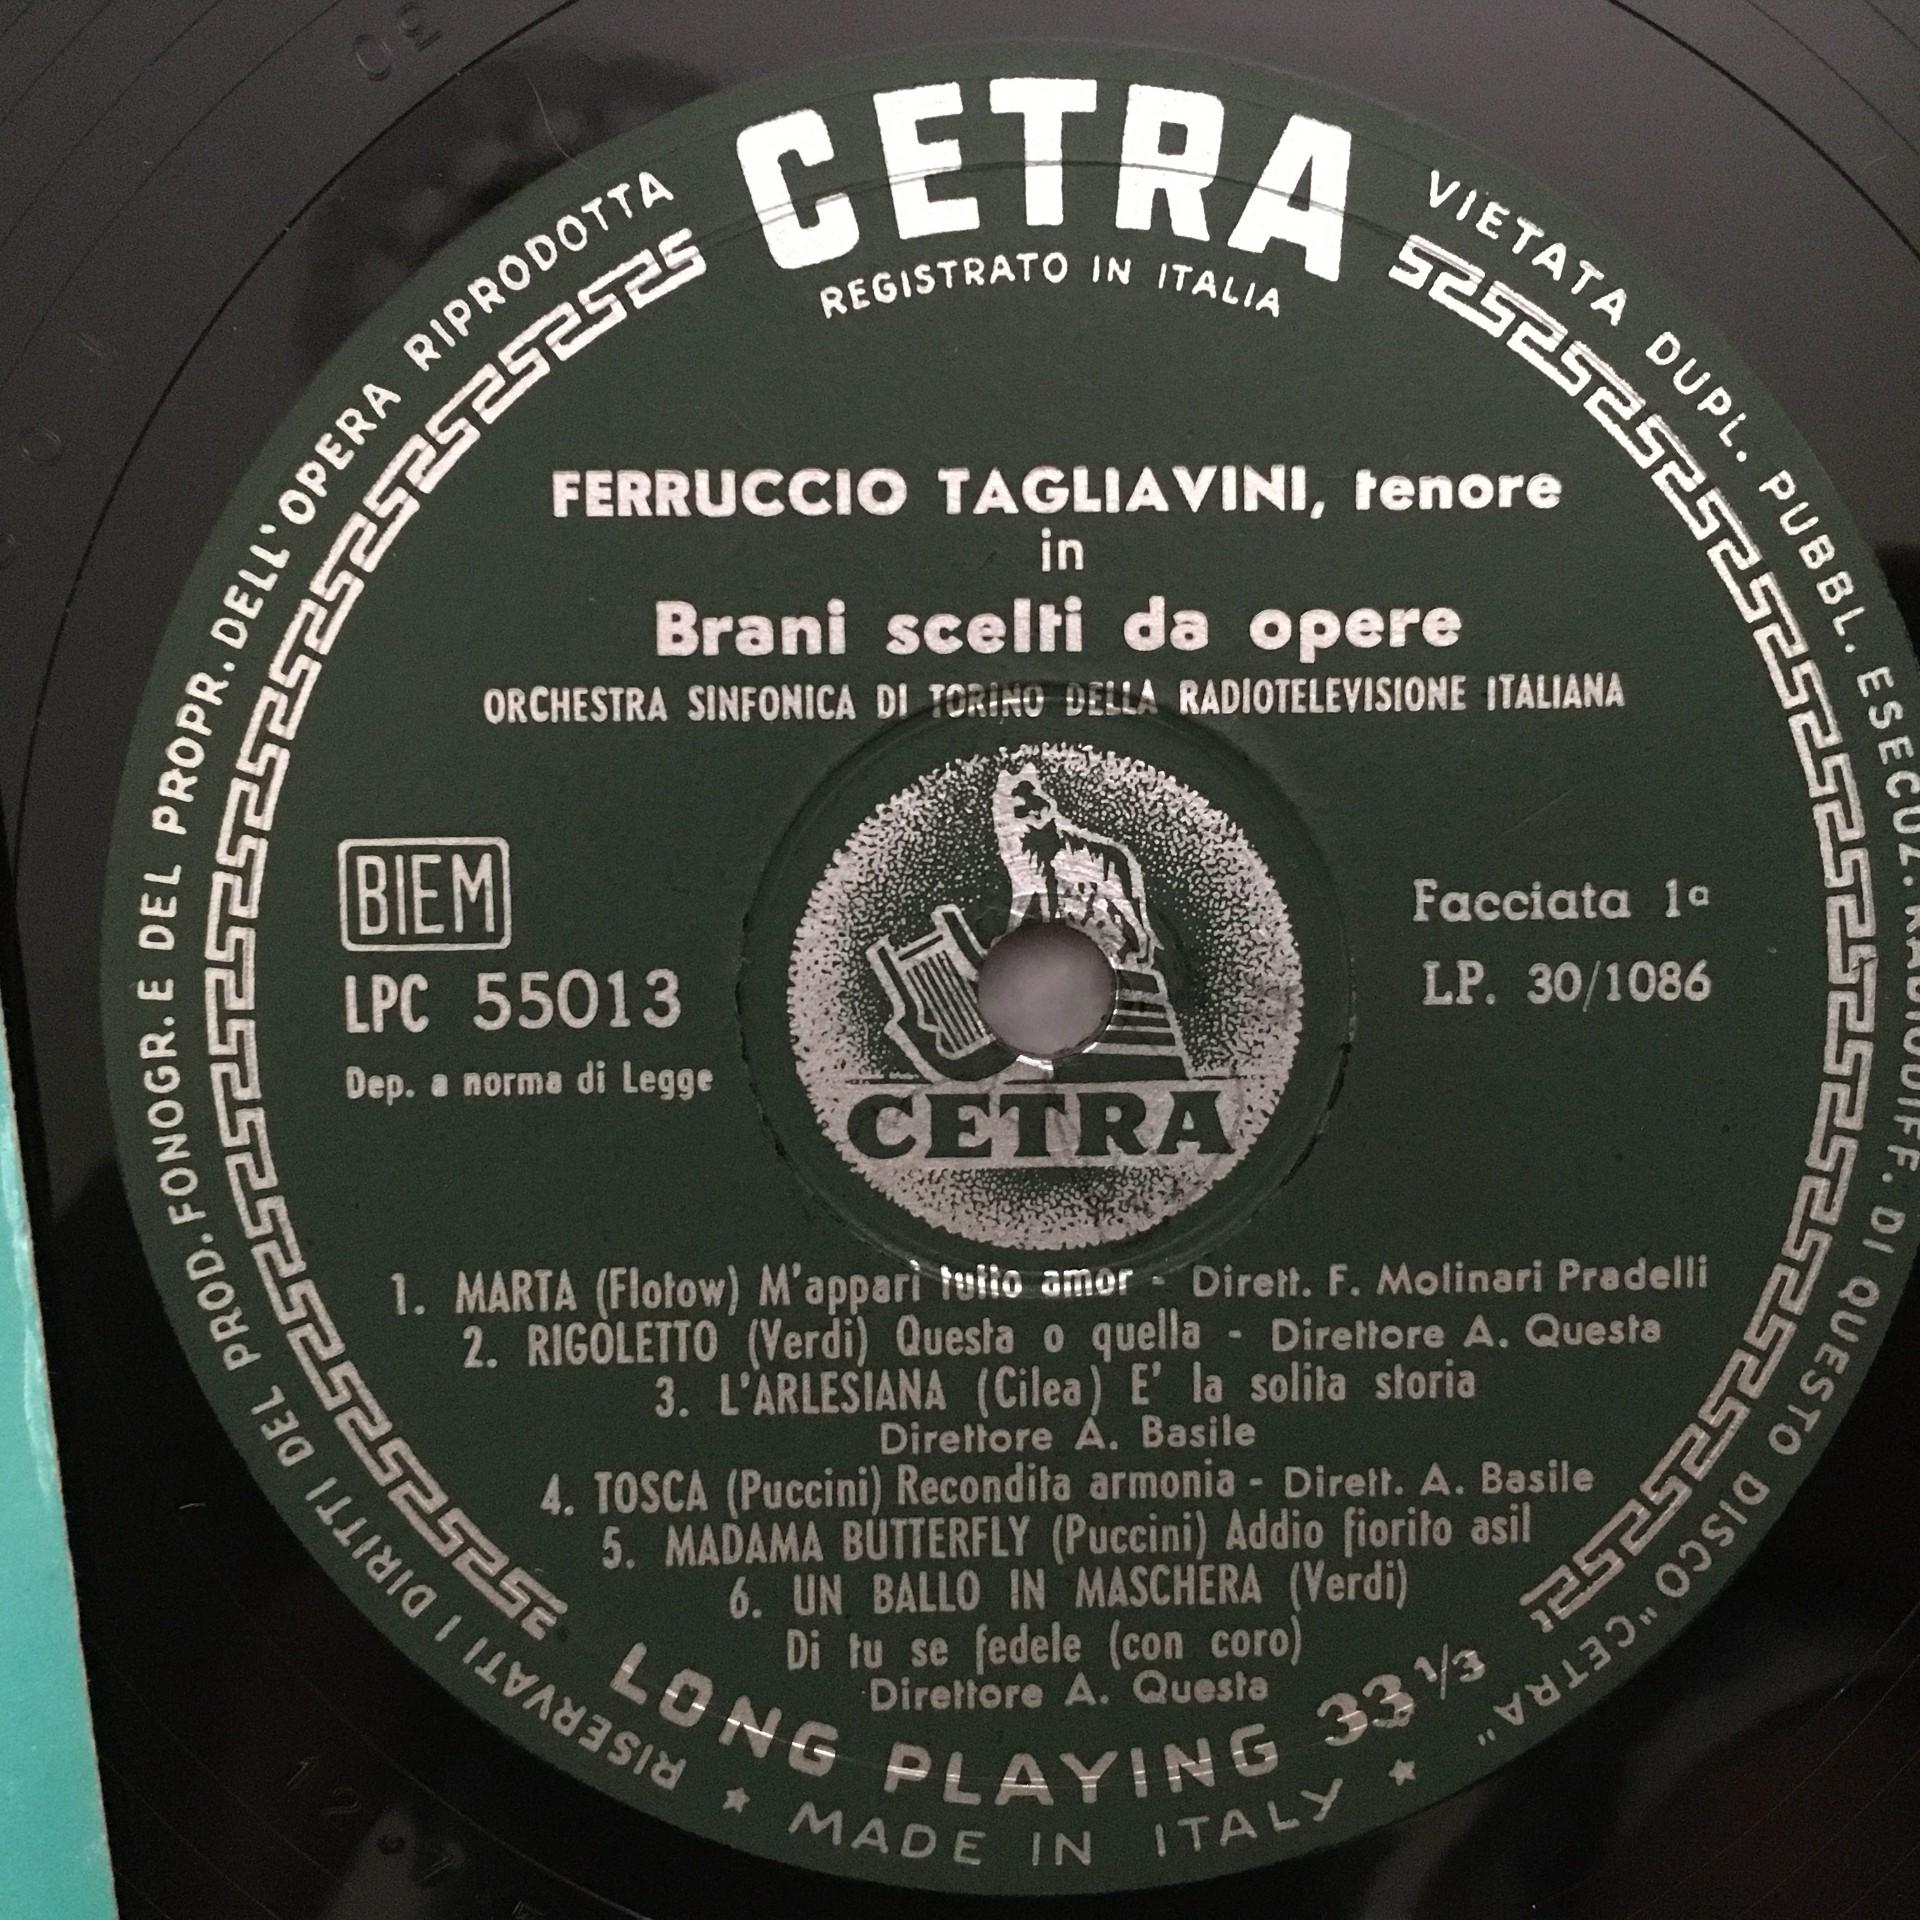 CETRA
REGISTRATO IN ITALIA
FERRUCCIO TAGLIAVINI, tenore
in
Brani scelti da opere
ORCHESTRA SINFONICA DI TORINO DELLA RADIOTELEVISIONE ITALIANA
BIEM
LPC 55013
Dep. a norma di Legge
Facciata 1ª
LP. 30/1086
CETRA
1. MARTA (Flotow) M'apparì tutto amor - Dirett. F. Molinari Pradelli
2. RIGOLETTO (Verdi) Questa o quella - Direttore A. Questa
3. L'ARLESIANA (Cilea) E' la solita storia
Direttore A. Basile
4. TOSCA (Puccini) Recondita armonia - Dirett. A. Basile
5. MADAMA BUTTERFLY (Puccini) Addio fiorito asil
6. UN BALLO IN MASCHERA (Verdi)
Di tu se fedele (con coro)
Direttore A. Questa
LONG PLAYING 33 1/3
★ MADE IN ITALY ★
RISERVATI I DIRITTI DEL PROD. FONOGR. E DEL PROPR. DELL'OPERA RIPRODOTTA
VIETATA DUPL. PUBBL. ESECUZ. RADIODIFF. DI QUESTO DISCO "CETRA"